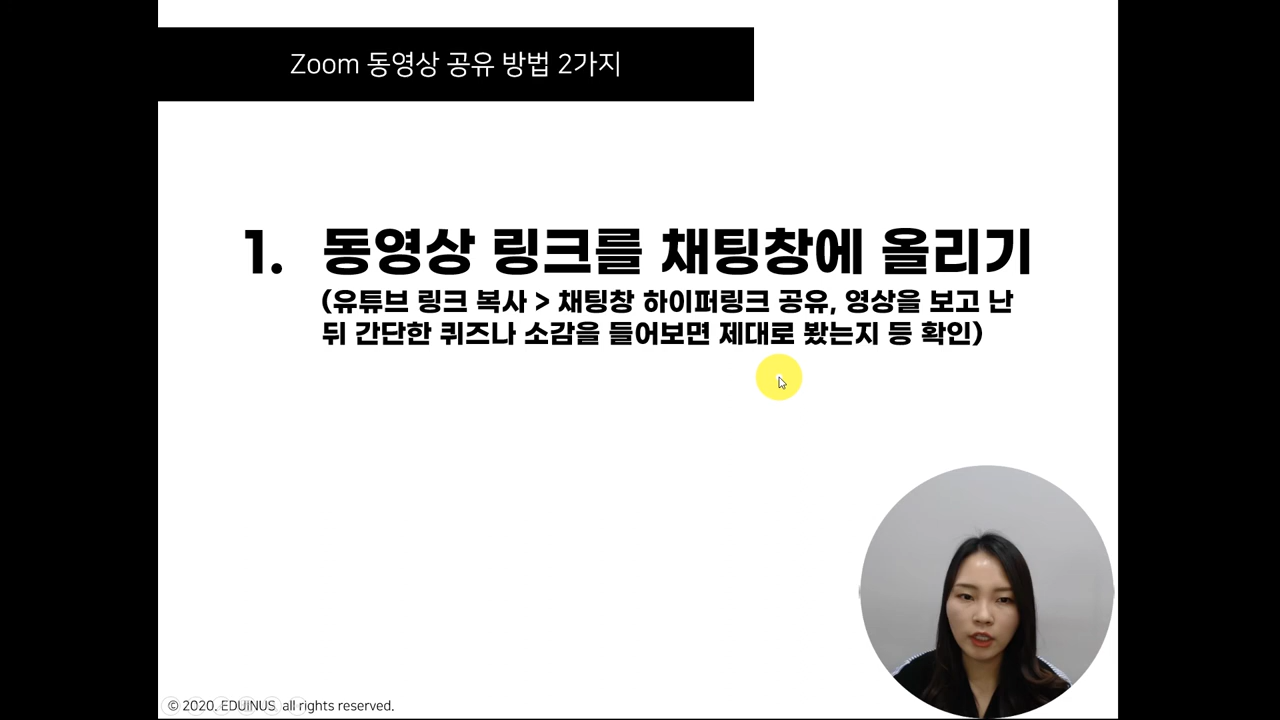 Zoom 동영상 공유 방법 2가지
1. 동영상 링크를 채팅창에 올리기
(유튜브 링크 복사 > 채팅창 하이퍼링크 공유, 영상을 보고 난
뒤 간단한 퀴즈나 소감을 들어보면 제대로 봤는지 등 확인)
© 2020. EDUINUS all rights reserved.